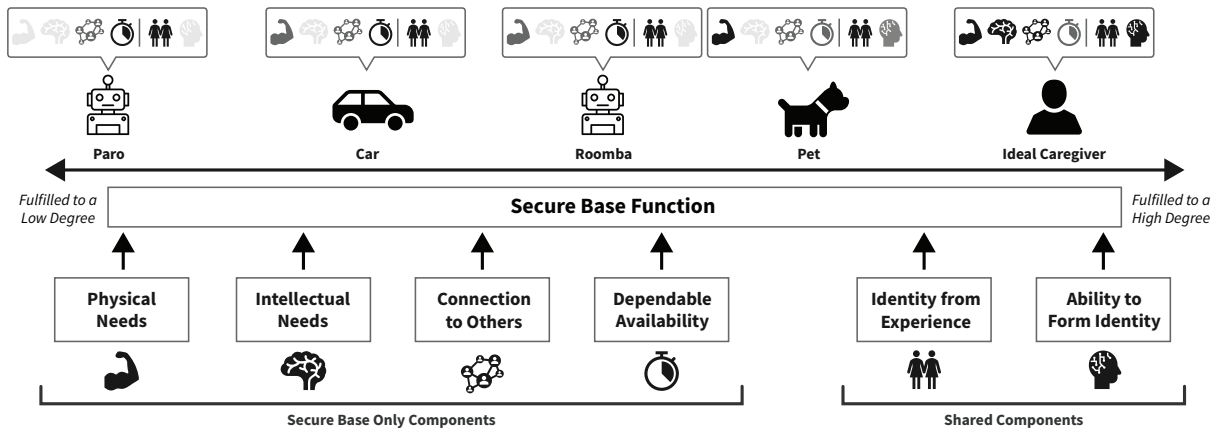 Paro
Car
Roomba
Pet
Ideal Caregiver
Fulfilled to a
Low Degree
Secure Base Function
Fulfilled to a
High Degree
Physical
Needs
Intellectual
Needs
Connection
to Others
Dependable
Availability
Identity from
Experience
Ability to
Form Identity
Secure Base Only Components
Shared Components